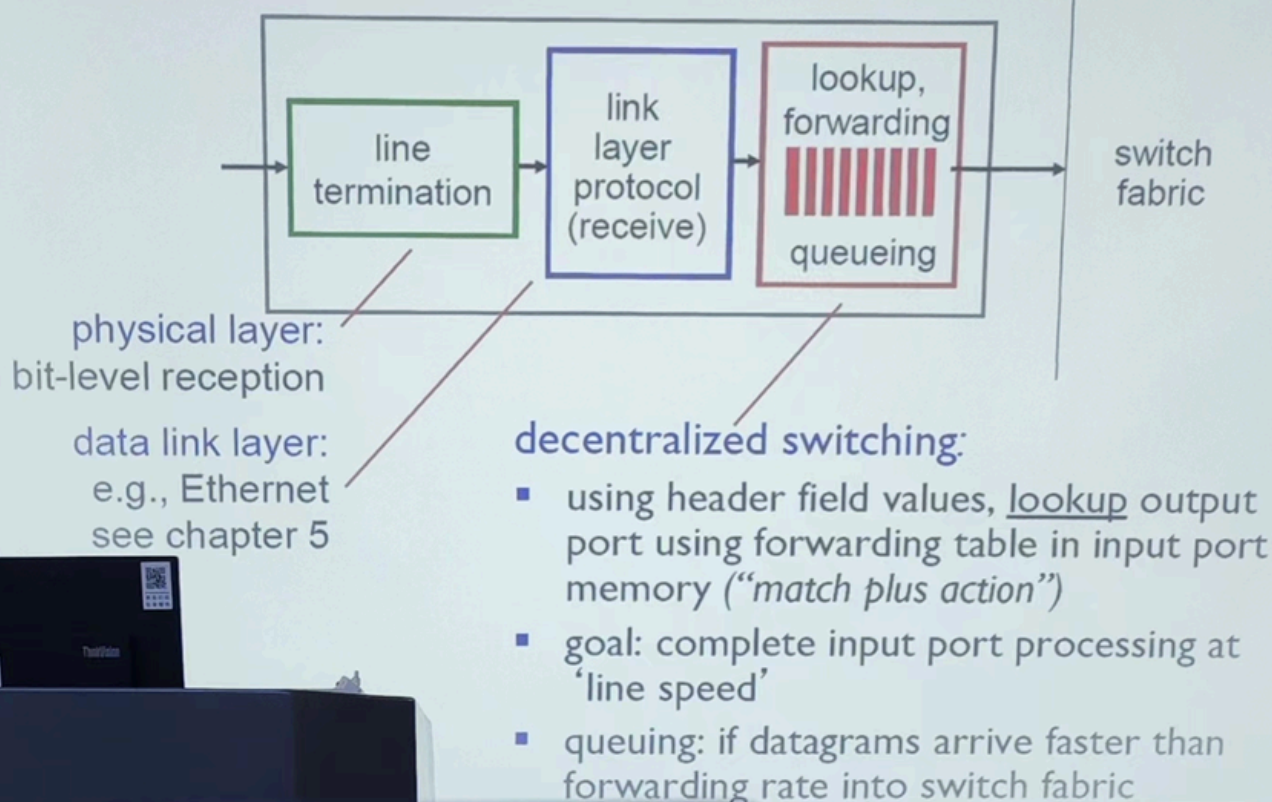 line
termination
link
layer
protocol
(receive)
lookup,
forwarding
queueing
switch
fabric
physical layer:
bit-level reception
data link layer:
e.g., Ethernet
see chapter 5
decentralized switching:
using header field values, lookup output
port using forwarding table in input port
memory (“match plus action”)
goal: complete input port processing at
‘line speed’
queuing: if datagrams arrive faster than
forwarding rate into switch fabric
ThinkVision